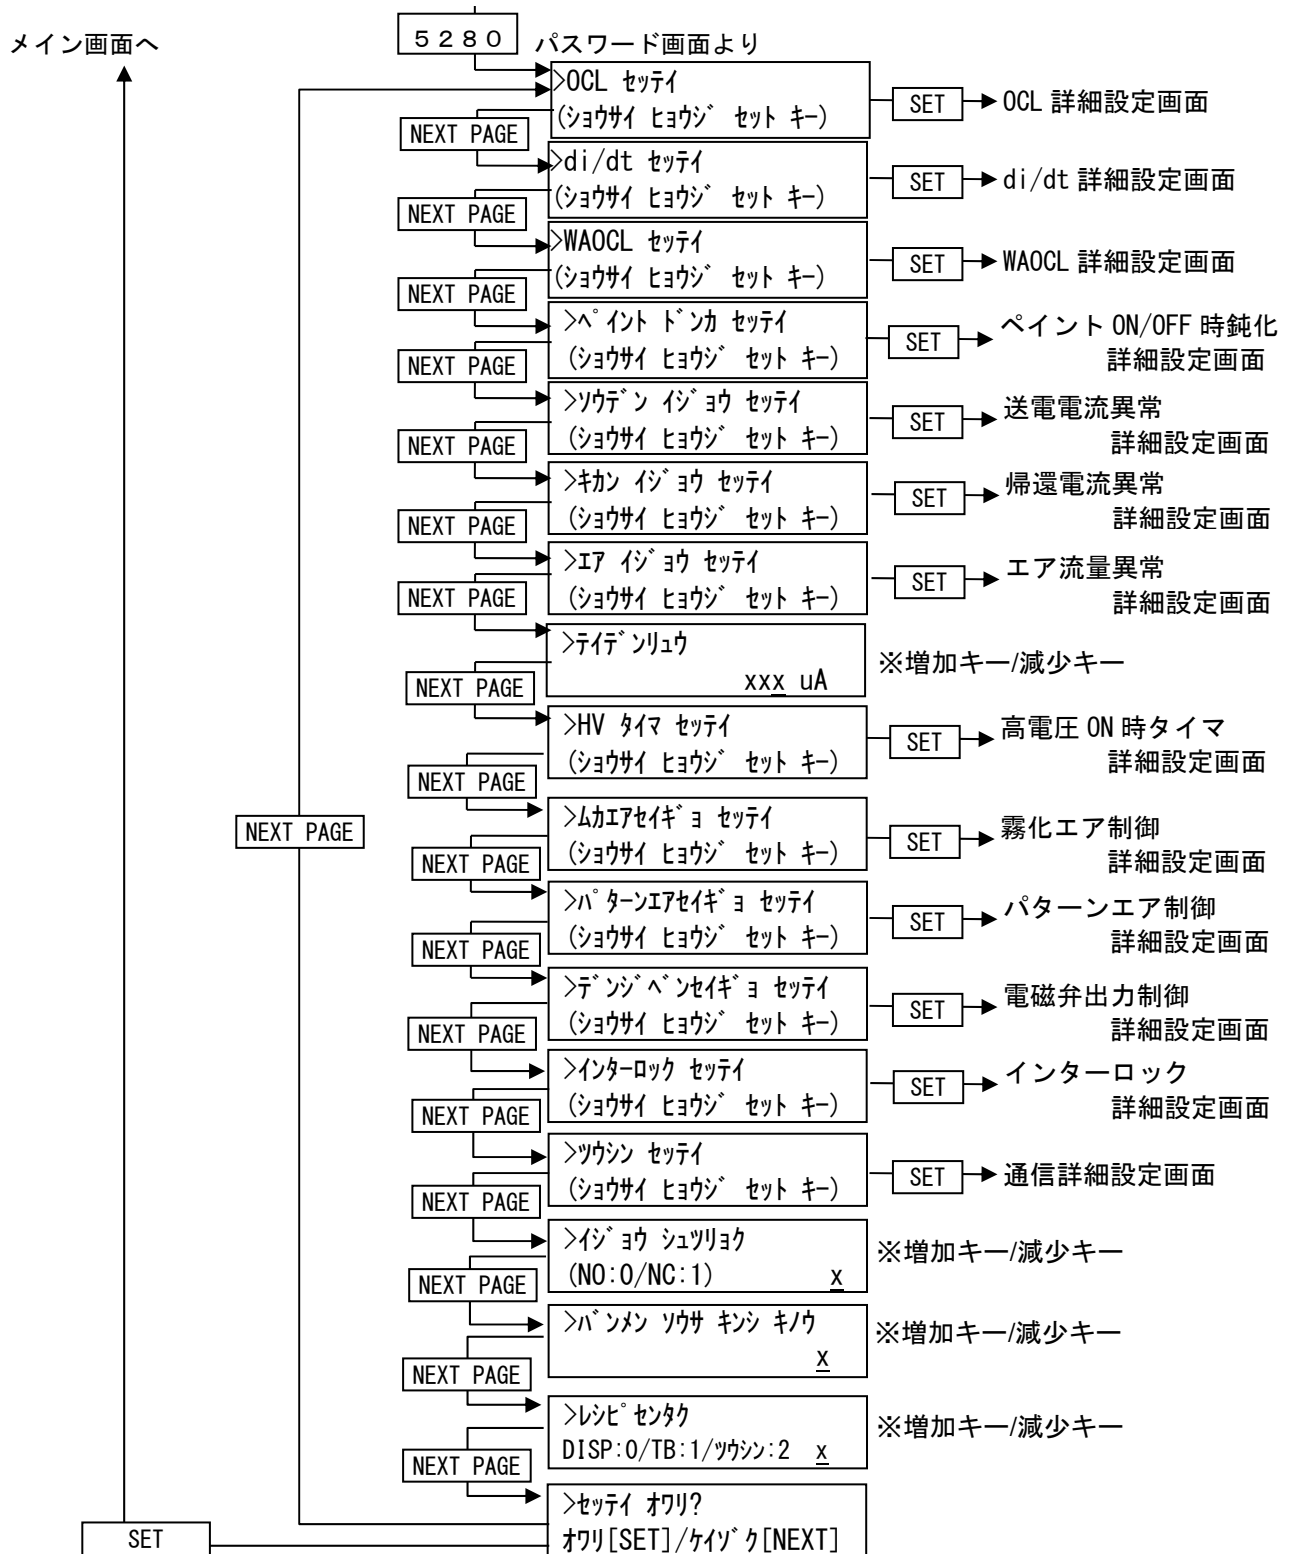 ５２８０
メイン画面へ
パスワード画面より
>OCL ｾｯﾃｲ
(ｼｮｳｻｲ ﾋｮｳｼﾞ ｾｯﾄ ｷｰ)
SET
OCL 詳細設定画面
NEXT PAGE
>di/dt ｾｯﾃｲ
(ｼｮｳｻｲ ﾋｮｳｼﾞ ｾｯﾄ ｷｰ)
SET
di/dt 詳細設定画面
NEXT PAGE
>WAOCL ｾｯﾃｲ
(ｼｮｳｻｲ ﾋｮｳｼﾞ ｾｯﾄ ｷｰ)
SET
WAOCL 詳細設定画面
NEXT PAGE
>ﾍﾟｲﾝﾄ ﾄﾞﾝｶ ｾｯﾃｲ
(ｼｮｳｻｲ ﾋｮｳｼﾞ ｾｯﾄ ｷｰ)
SET
ペイント ON/OFF 時鈍化
詳細設定画面
NEXT PAGE
>ｿｳﾃﾞﾝ ｲｼﾞｮｳ ｾｯﾃｲ
(ｼｮｳｻｲ ﾋｮｳｼﾞ ｾｯﾄ ｷｰ)
SET
送電電流異常
詳細設定画面
NEXT PAGE
>ｷｶﾝ ｲｼﾞｮｳ ｾｯﾃｲ
(ｼｮｳｻｲ ﾋｮｳｼﾞ ｾｯﾄ ｷｰ)
SET
帰還電流異常
詳細設定画面
NEXT PAGE
>ｴｱ ｲｼﾞｮｳ ｾｯﾃｲ
(ｼｮｳｻｲ ﾋｮｳｼﾞ ｾｯﾄ ｷｰ)
SET
エア流量異常
詳細設定画面
NEXT PAGE
>ﾃｲﾃﾞﾝﾘｭｳ
xxx uA
※増加キー/減少キー
NEXT PAGE
>HV ﾀｲﾏ ｾｯﾃｲ
(ｼｮｳｻｲ ﾋｮｳｼﾞ ｾｯﾄ ｷｰ)
SET
高電圧 ON 時タイマ
詳細設定画面
NEXT PAGE
>ﾑｶｴｱｾｲｷﾞｮ ｾｯﾃｲ
(ｼｮｳｻｲ ﾋｮｳｼﾞ ｾｯﾄ ｷｰ)
SET
霧化エア制御
詳細設定画面
NEXT PAGE
NEXT PAGE
>ﾊﾟﾀｰﾝｴｱｾｲｷﾞｮ ｾｯﾃｲ
(ｼｮｳｻｲ ﾋｮｳｼﾞ ｾｯﾄ ｷｰ)
SET
パターンエア制御
詳細設定画面
NEXT PAGE
>ﾃﾞﾝｼﾞﾍﾞﾝｾｲｷﾞｮ ｾｯﾃｲ
(ｼｮｳｻｲ ﾋｮｳｼﾞ ｾｯﾄ ｷｰ)
SET
電磁弁出力制御
詳細設定画面
NEXT PAGE
>ｲﾝﾀｰﾛｯｸ ｾｯﾃｲ
(ｼｮｳｻｲ ﾋｮｳｼﾞ ｾｯﾄ ｷｰ)
SET
インターロック
詳細設定画面
NEXT PAGE
>ﾂｳｼﾝ ｾｯﾃｲ
(ｼｮｳｻｲ ﾋｮｳｼﾞ ｾｯﾄ ｷｰ)
SET
通信詳細設定画面
NEXT PAGE
>ｲｼﾞｮｳ ｼｭﾂﾘｮｸ
(NO:0/NC:1) x
※増加キー/減少キー
NEXT PAGE
>ﾊﾞﾝﾒﾝ ｿｳｻ ｷﾝｼ ｷﾉｳ
x
※増加キー/減少キー
NEXT PAGE
>ﾚｼﾋﾟｾﾝﾀｸ
DISP:0/TB:1/ﾂｳｼﾝ:2 x
※増加キー/減少キー
NEXT PAGE
>ｾｯﾃｲ ｵﾜﾘ?
ｵﾜﾘ[SET]/ｹｲｿﾞｸ[NEXT]
SET